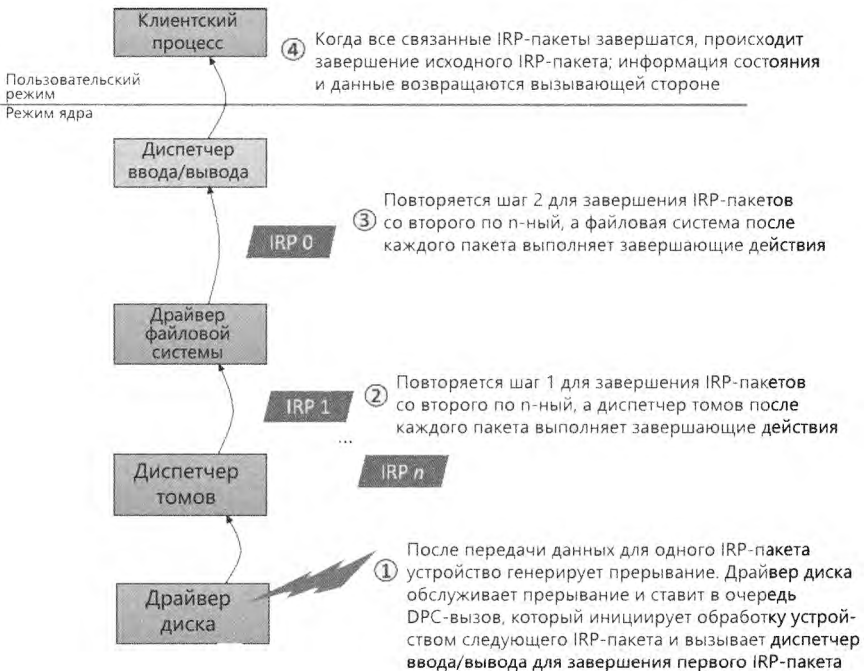 Клиентский
процесс
④ Когда все связанные IRP-пакеты завершатся, происходит
завершение исходного IRP-пакета; информация состояния
и данные возвращаются вызывающей стороне
Пользовательский
режим
Режим ядра
Диспетчер
ввода/вывода
IRP 0
③ Повторяется шаг 2 для завершения IRP-пакетов
со второго по n-ный, а файловая система после
каждого пакета выполняет завершающие действия
Драйвер
файловой
системы
IRP 1
② Повторяется шаг 1 для завершения IRP-пакетов
со второго по n-ный, а диспетчер томов после
каждого пакета выполняет завершающие действия
...
IRP n
Диспетчер
томов
① После передачи данных для одного IRP-пакета
устройство генерирует прерывание. Драйвер диска
обслуживает прерывание и ставит в очередь
DPC-вызов, который инициирует обработку устрой-
ством следующего IRP-пакета и вызывает диспетчер
ввода/вывода для завершения первого IRP-пакета
Драйвер
диска